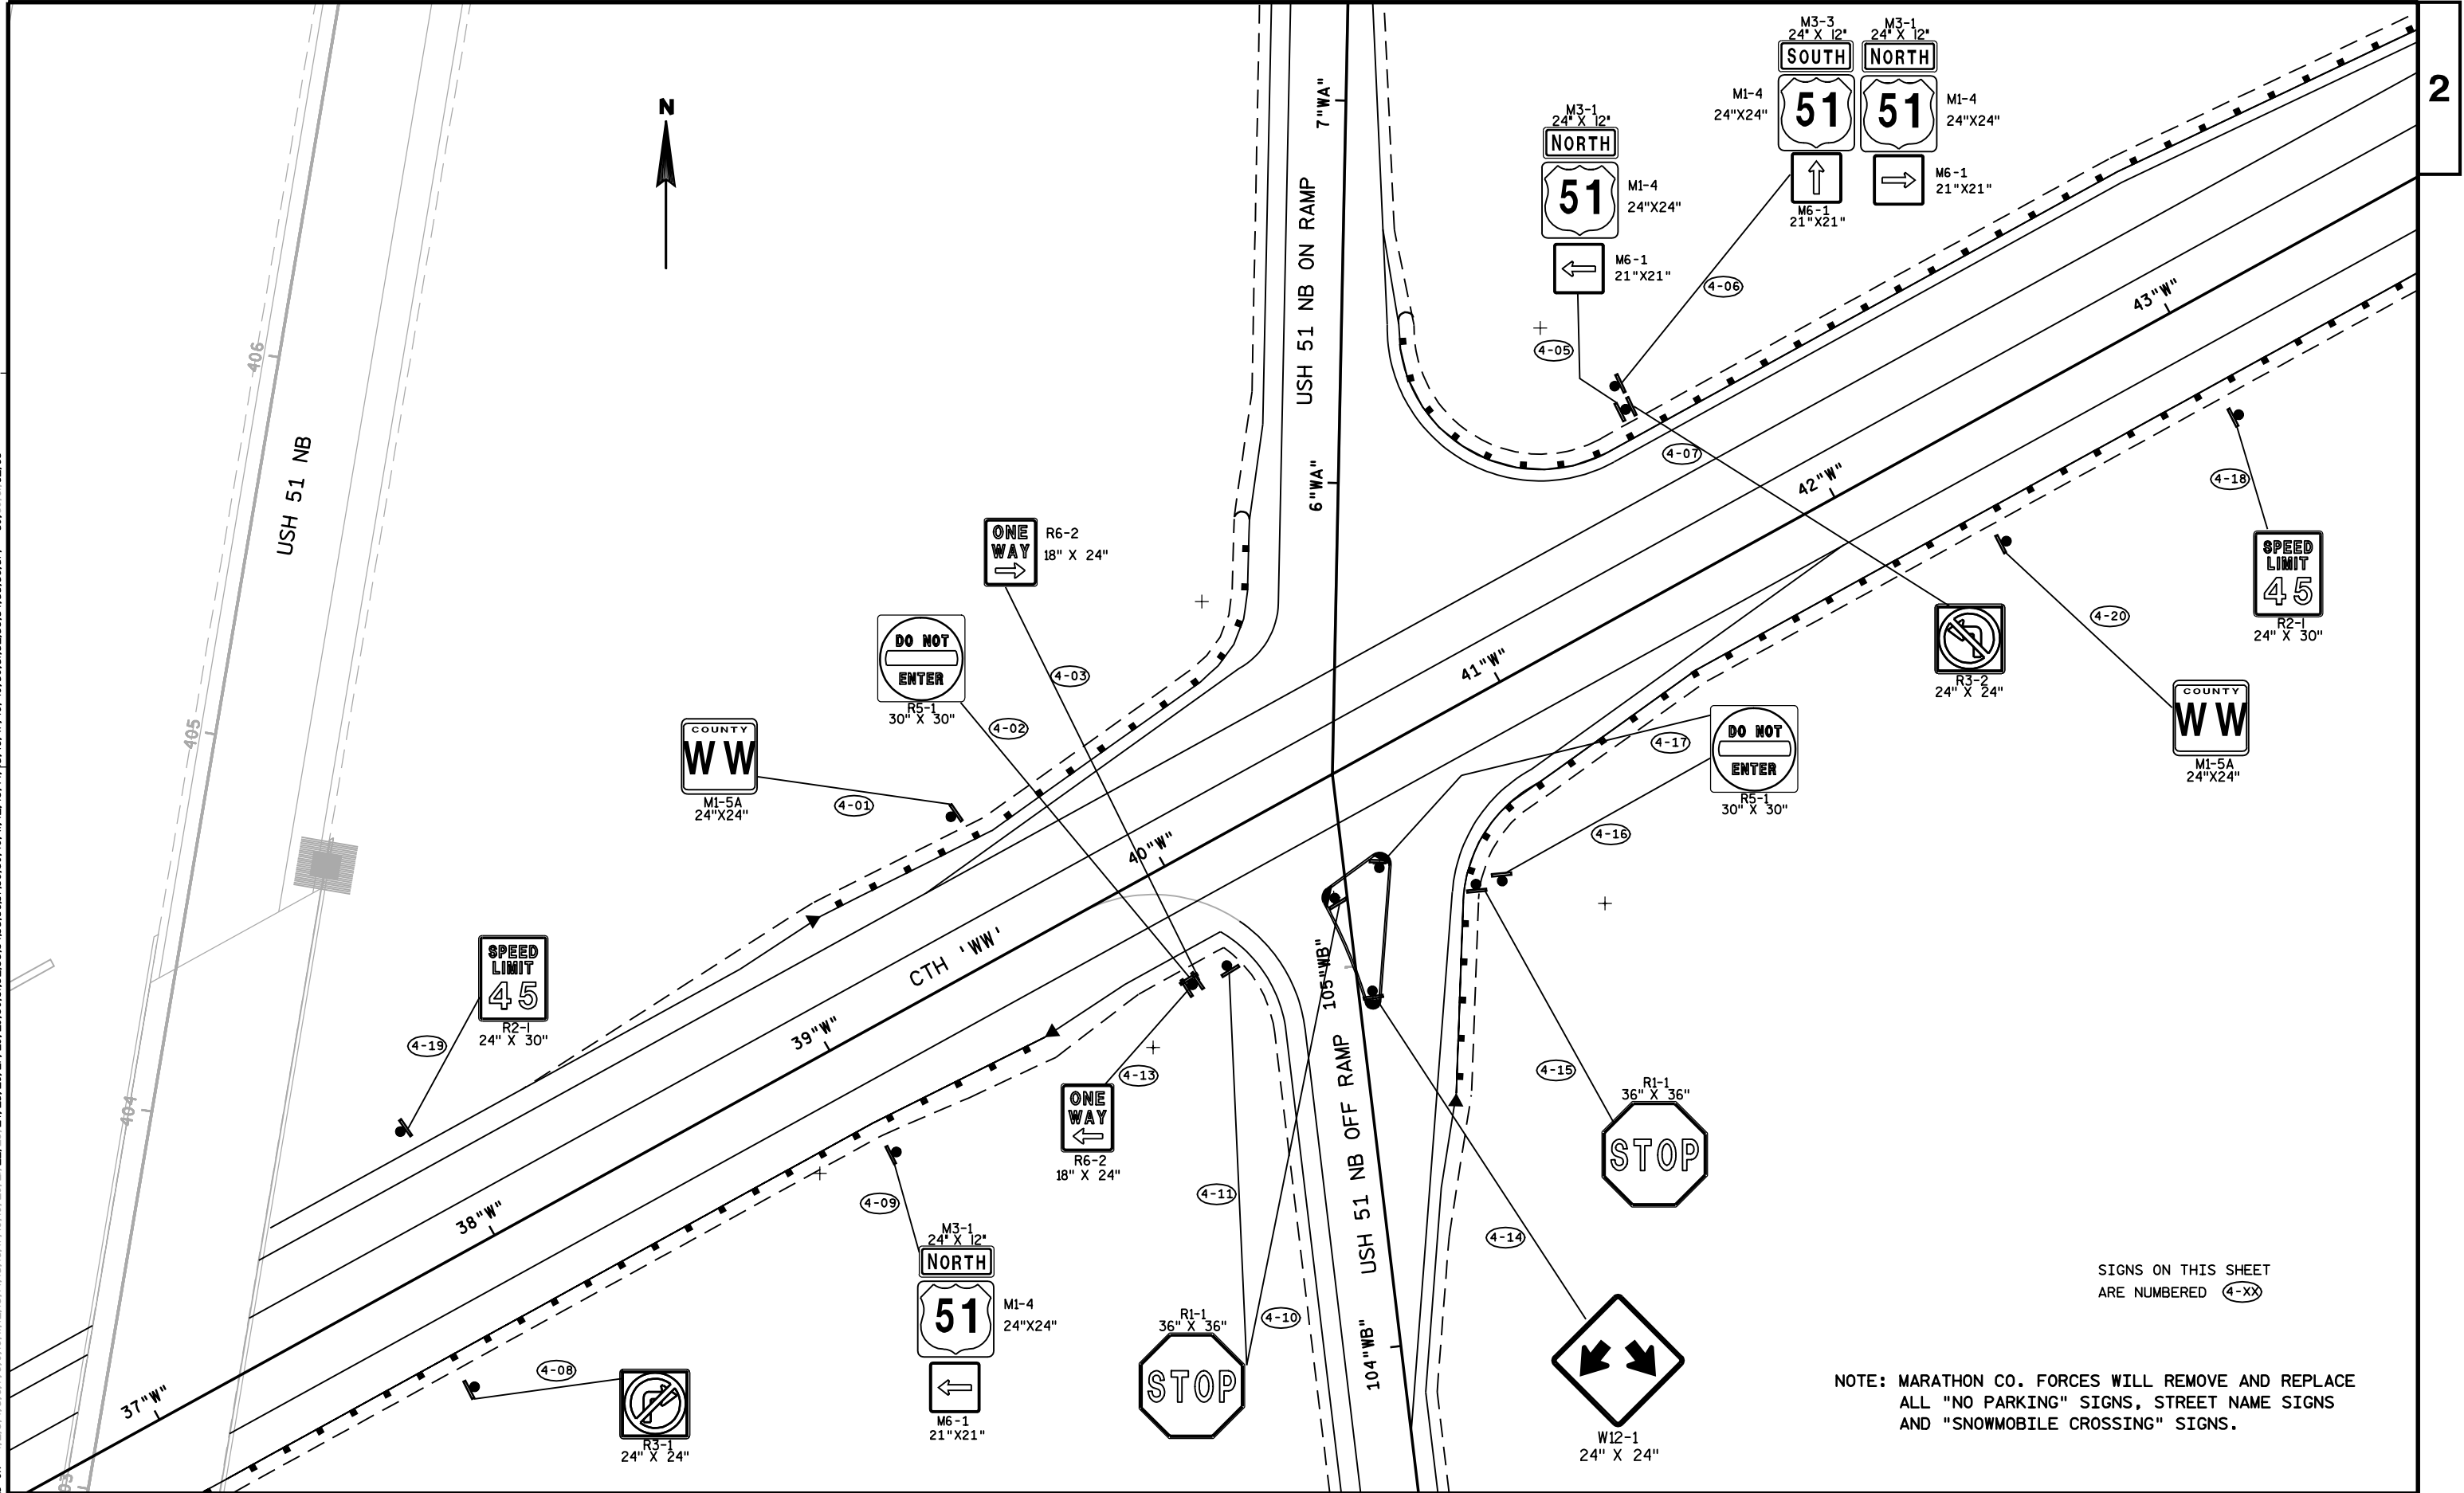 2
N
M3-3
24" X 12"
SOUTH
51
M1-4
24"X24"
M6-1
21"X21"
M3-1
24" X 12"
NORTH
51
M1-4
24"X24"
M6-1
21"X21"
M3-1
24" X 12"
NORTH
51
M1-4
24"X24"
M6-1
21"X21"
4-06
4-05
4-07
7"WA"
USH 51 NB ON RAMP
6"WA"
43"W"
42"W"
41"W"
40"W"
39"W"
38"W"
37"W"
406
405
404
USH 51 NB
ONE
WAY
R6-2
18" X 24"
4-03
DO NOT
ENTER
R5-1
30" X 30"
4-02
COUNTY
WW
M1-5A
24"X24"
4-01
4-18
SPEED
LIMIT
45
R2-1
24" X 30"
4-20
R3-2
24" X 24"
COUNTY
WW
M1-5A
24"X24"
DO NOT
ENTER
R5-1
30" X 30"
4-17
4-16
CTH 'WW'
SPEED
LIMIT
45
R2-1
24" X 30"
4-19
105"WB"
USH 51 NB OFF RAMP
104"WB"
4-13
ONE
WAY
R6-2
18" X 24"
4-15
R1-1
36" X 36"
STOP
4-11
4-09
M3-1
24" X 12"
NORTH
51
M1-4
24"X24"
M6-1
21"X21"
4-14
4-10
R1-1
36" X 36"
STOP
4-08
R3-1
24" X 24"
W12-1
24" X 24"
SIGNS ON THIS SHEET
ARE NUMBERED 4-XX
NOTE: MARATHON CO. FORCES WILL REMOVE AND REPLACE
ALL "NO PARKING" SIGNS, STREET NAME SIGNS
AND "SNOWMOBILE CROSSING" SIGNS.